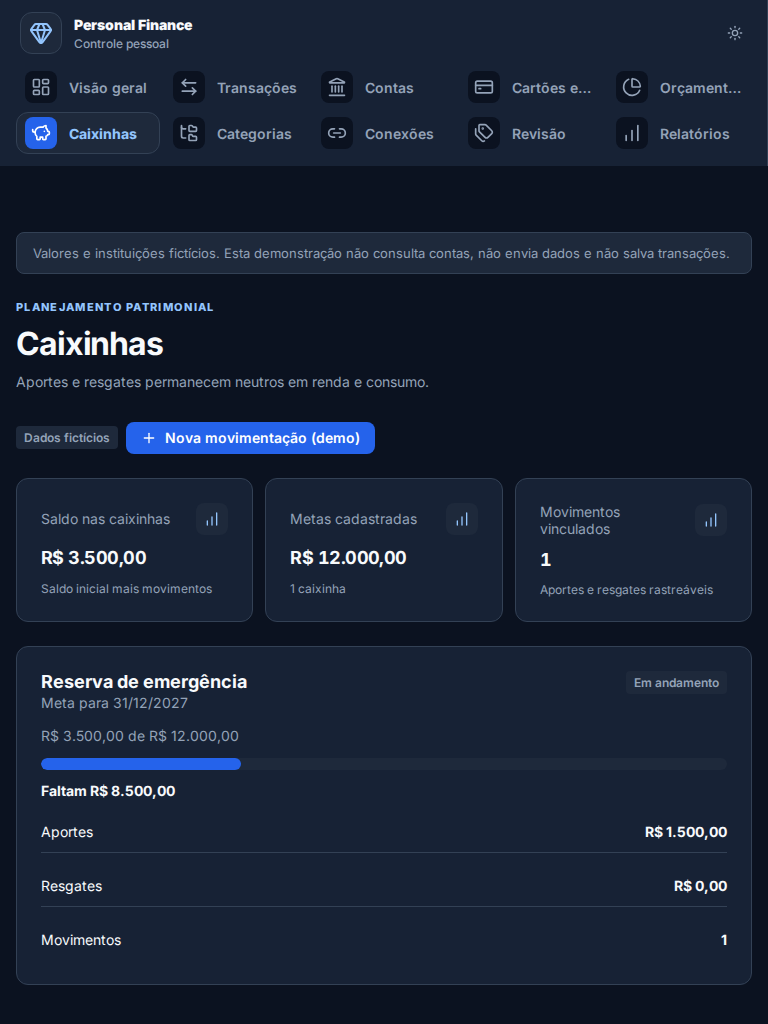 Personal Finance
Controle pessoal
Visão geral
Transações
Contas
Cartões e...
Orçament...
Caixinhas
Categorias
Conexões
Revisão
Relatórios
Valores e instituições fictícios. Esta demonstração não consulta contas, não envia dados e não salva transações.
PLANEJAMENTO PATRIMONIAL
Caixinhas
Aportes e resgates permanecem neutros em renda e consumo.
Dados fictícios
Nova movimentação (demo)
Saldo nas caixinhas
R$ 3.500,00
Saldo inicial mais movimentos
Metas cadastradas
R$ 12.000,00
1 caixinha
Movimentos
vinculados
1
Aportes e resgates rastreáveis
Reserva de emergência
Em andamento
Meta para 31/12/2027
R$ 3.500,00 de R$ 12.000,00
Faltam R$ 8.500,00
Aportes R$ 1.500,00
Resgates R$ 0,00
Movimentos 1